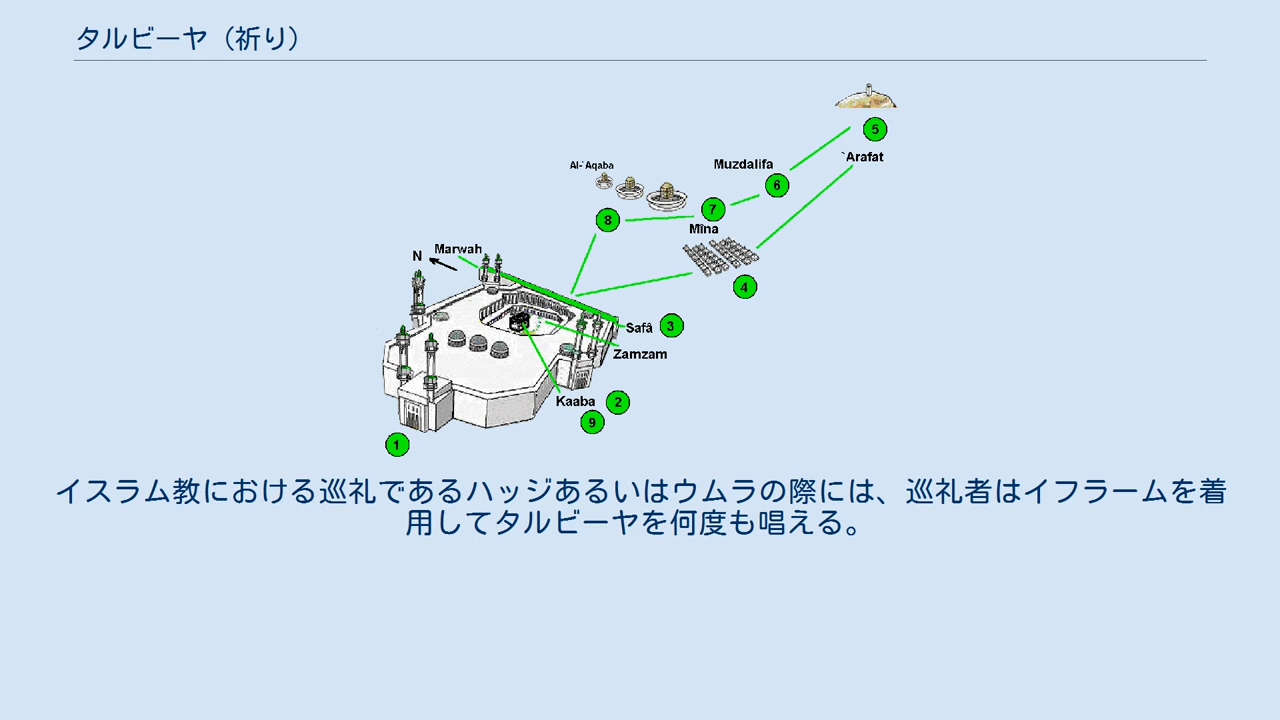 タルビーヤ（祈り）
5
`Arafat
Al-`Aqaba
Muzdalifa
6
7
8
Mîna
N
Marwah
4
Safâ 3
Zamzam
Kaaba 2
9
1
イスラム教における巡礼であるハッジあるいはウムラの際には、巡礼者はイフラームを着
用してタルビーヤを何度も唱える。